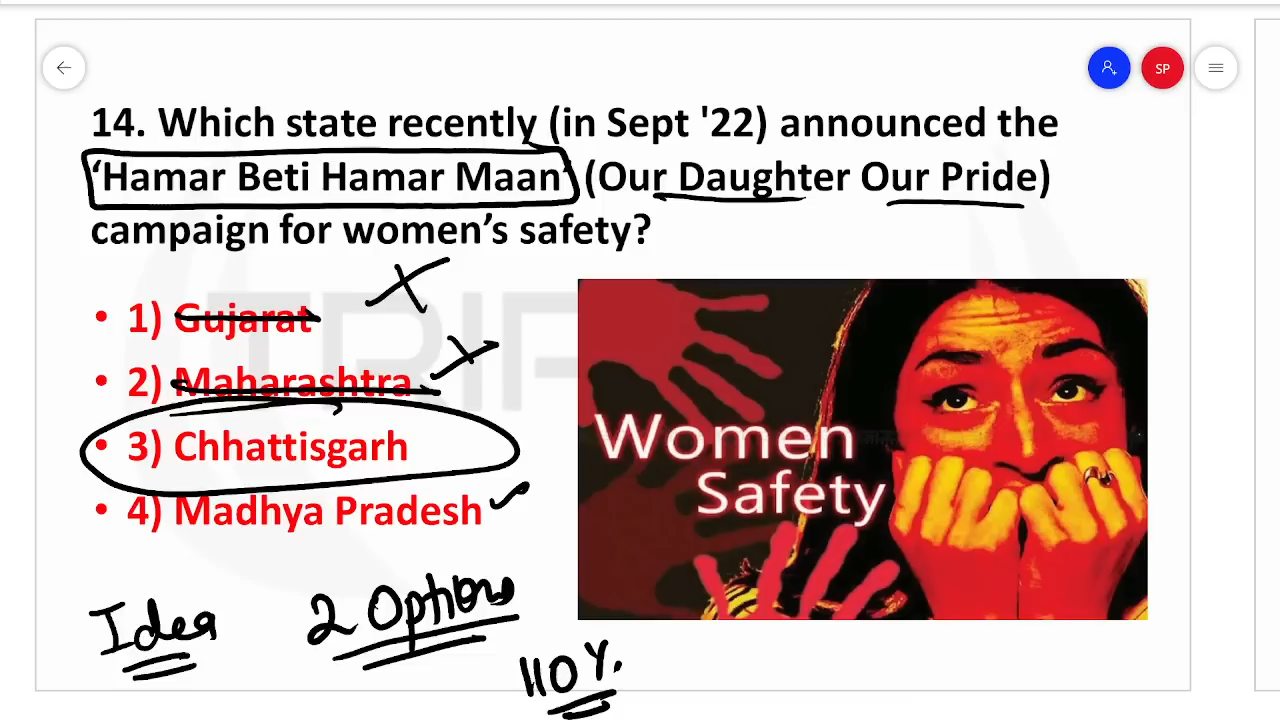 SP
14. Which state recently (in Sept '22) announced the
‘Hamar Beti Hamar Maan’ (Our Daughter Our Pride)
campaign for women’s safety?
• 1) Gujarat
• 2) Maharashtra
• 3) Chhattisgarh
• 4) Madhya Pradesh
Women
Safety
Idea 2 Options
110%.